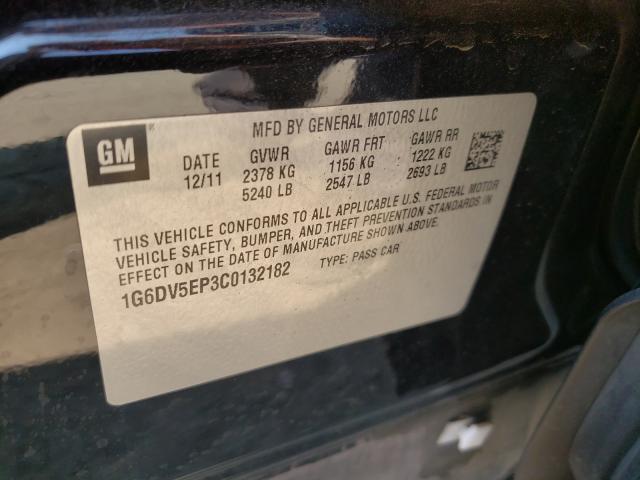 GM
MFD BY GENERAL MOTORS LLC
DATE GVWR GAWR FRT GAWR RR
12/11 2378 KG 1156 KG 1222 KG
5240 LB 2547 LB 2693 LB
THIS VEHICLE CONFORMS TO ALL APPLICABLE U.S. FEDERAL MOTOR
VEHICLE SAFETY, BUMPER, AND THEFT PREVENTION STANDARDS IN
EFFECT ON THE DATE OF MANUFACTURE SHOWN ABOVE.
1G6DV5EP3C0132182 TYPE: PASS CAR